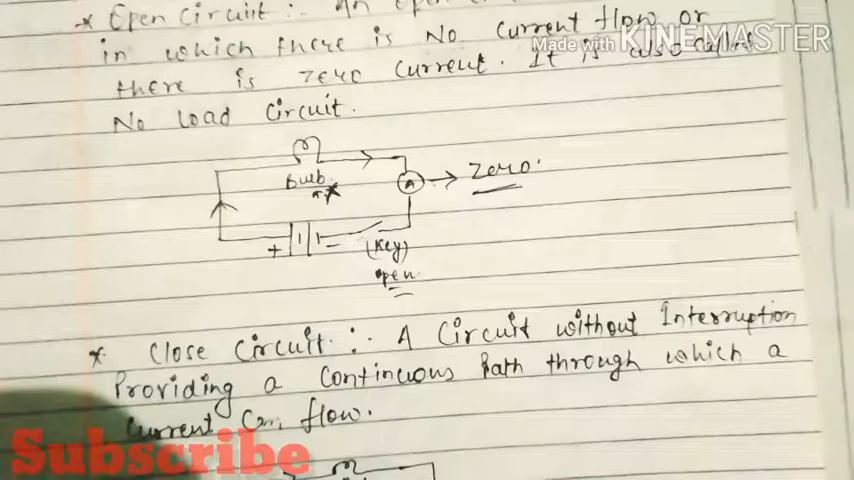 * Open Circuit :- An open
in which there is No current flow or
Made with KINEMASTER
there is zero current. It is also called
No load circuit.
Bulb
A
Zero.
+
(Key)
open
* Close Circuit :- A Circuit without Interruption
Providing a Continuous Path through which a
Current Can flow.
Subscribe